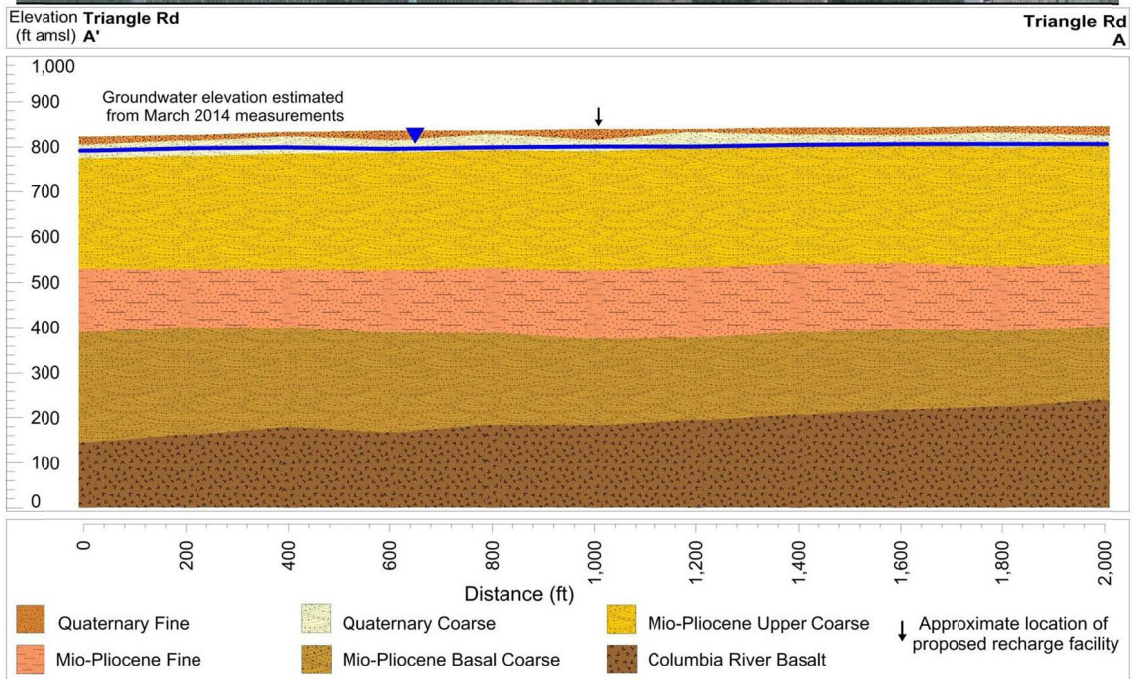 Elevation Triangle Rd
(ft amsl) A'
Triangle Rd
A
1,000
900
800
700
600
500
400
300
200
100
0
Groundwater elevation estimated
from March 2014 measurements
0
200
400
600
800
1,000
1,200
1,400
1,600
1,800
2,000
Distance (ft)
Quaternary Fine
Quaternary Coarse
Mio-Pliocene Upper Coarse
Approximate location of
proposed recharge facility
Mio-Pliocene Fine
Mio-Pliocene Basal Coarse
Columbia River Basalt